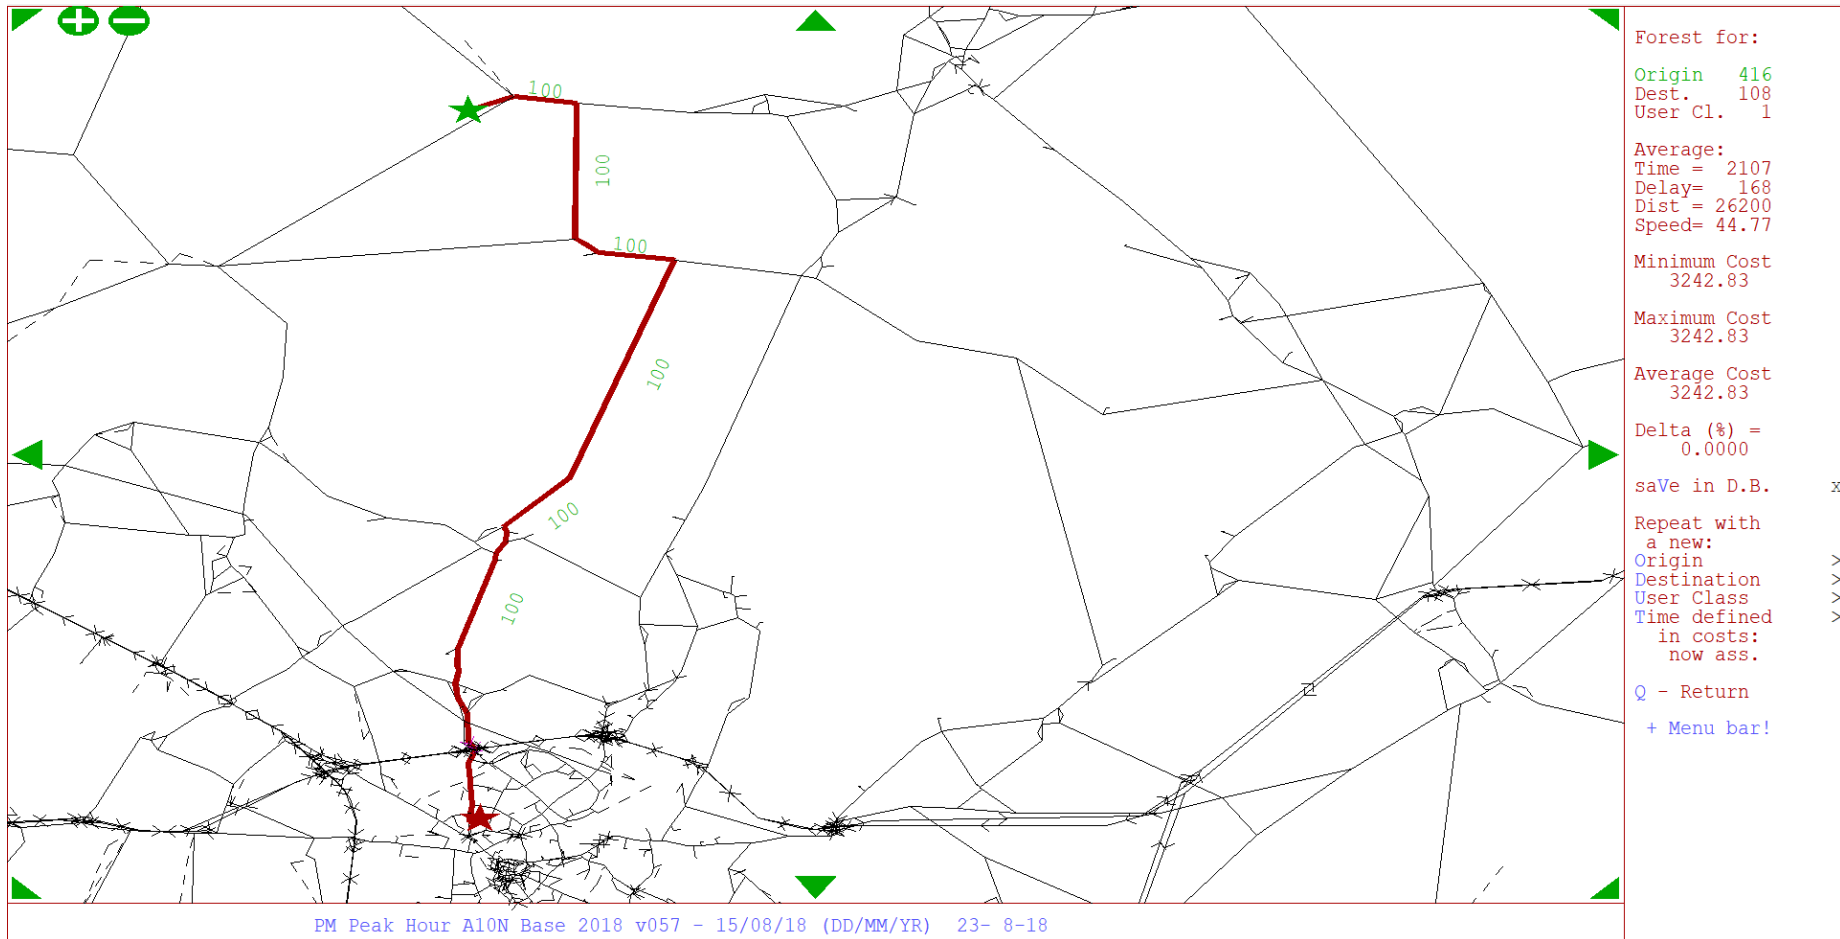 100
100
100
100
100
100
Forest for:
Origin 416
Dest. 108
User Cl. 1
Average:
Time = 2107
Delay= 168
Dist = 26200
Speed= 44.77
Minimum Cost
3242.83
Maximum Cost
3242.83
Average Cost
3242.83
Delta (%) =
0.0000
saVe in D.B. x
Repeat with
a new:
Origin >
Destination >
User Class >
Time defined >
in costs:
now ass.
Q - Return
+ Menu bar!
PM Peak Hour A10N Base 2018 v057 - 15/08/18 (DD/MM/YR) 23- 8-18